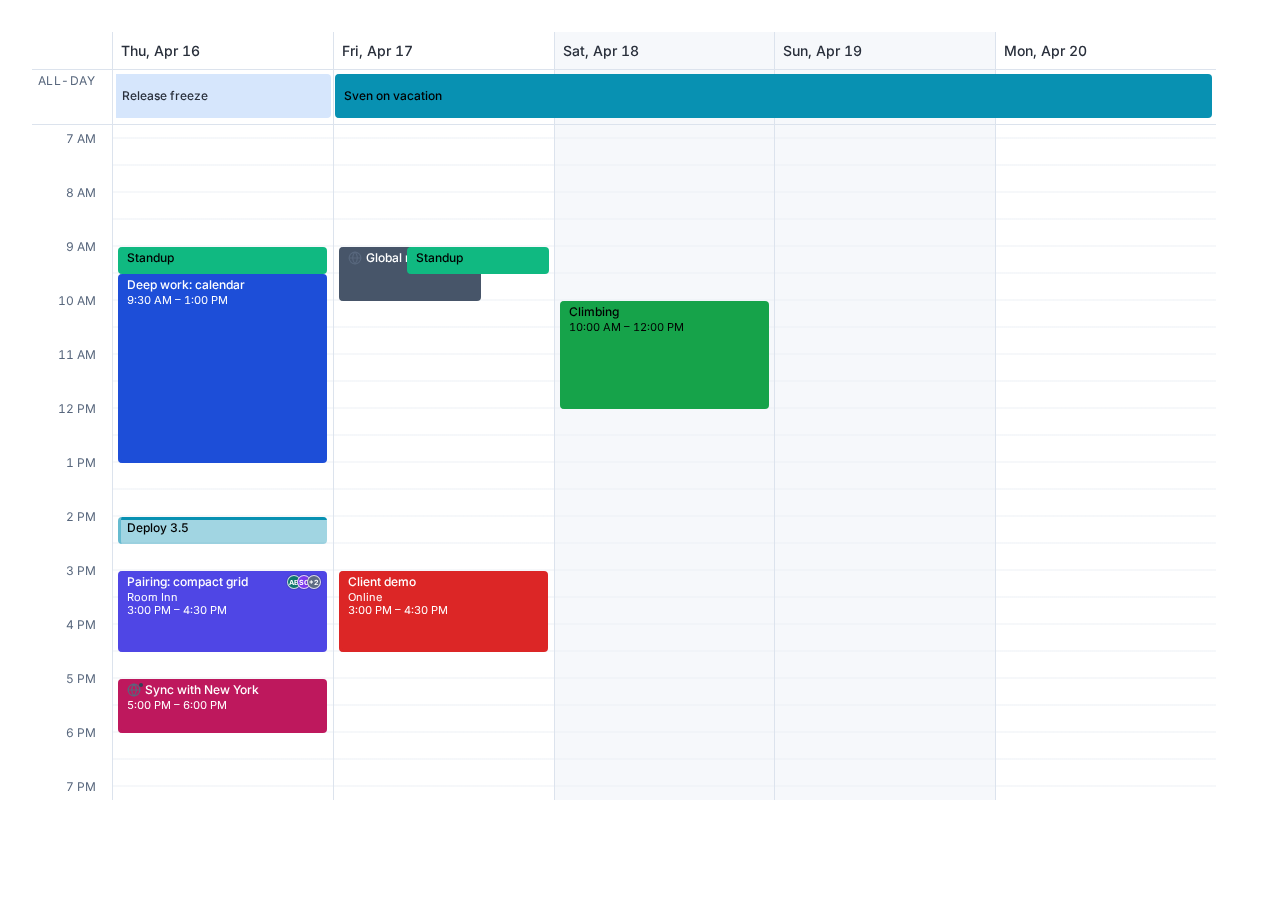 Thu, Apr 16
Fri, Apr 17
Sat, Apr 18
Sun, Apr 19
Mon, Apr 20
ALL-DAY
Release freeze
Sven on vacation
7 AM
8 AM
9 AM
10 AM
11 AM
12 PM
1 PM
2 PM
3 PM
4 PM
5 PM
6 PM
7 PM
Standup
Deep work: calendar
9:30 AM – 1:00 PM
Deploy 3.5
Pairing: compact grid
+2
Room Inn
3:00 PM – 4:30 PM
Sync with New York
5:00 PM – 6:00 PM
Global
Standup
Client demo
Online
3:00 PM – 4:30 PM
Climbing
10:00 AM – 12:00 PM